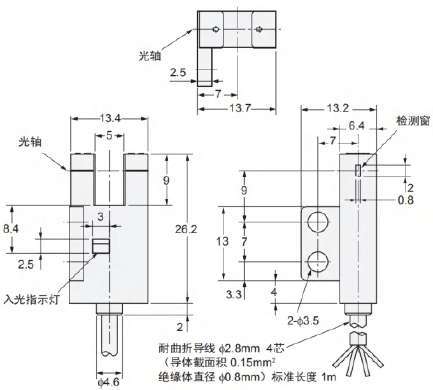 光轴
2.5
7
13.7
13.4
5
光轴
9
26.2
8.4
3
2.5
入光指示灯
2
φ4.6
13.2
6.4
检测窗
7
2
0.8
9
7
13
3.3
4
2-φ3.5
耐曲折导线 φ2.8mm 4芯
（导体截面积 0.15mm²
绝缘体直径 φ0.8mm）标准长度 1m